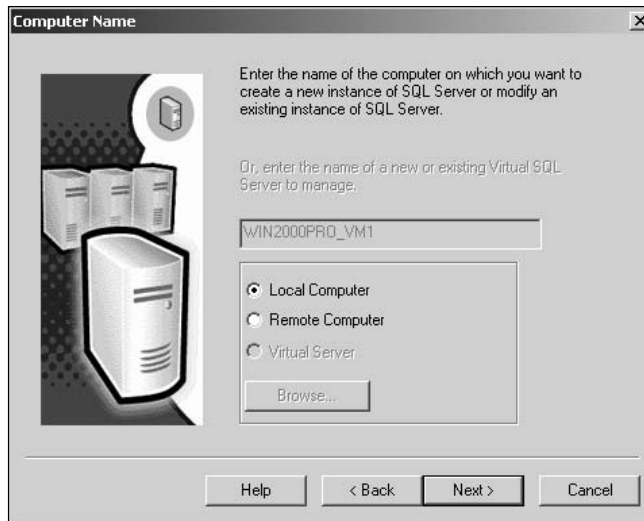 Computer Name
Enter the name of the computer on which you want to
create a new instance of SQL Server or modify an
existing instance of SQL Server.
Or, enter the name of a new or existing Virtual SQL
Server to manage.
WIN2000PRO_VM1
Local Computer
Remote Computer
Virtual Server
Browse...
Help
< Back
Next >
Cancel